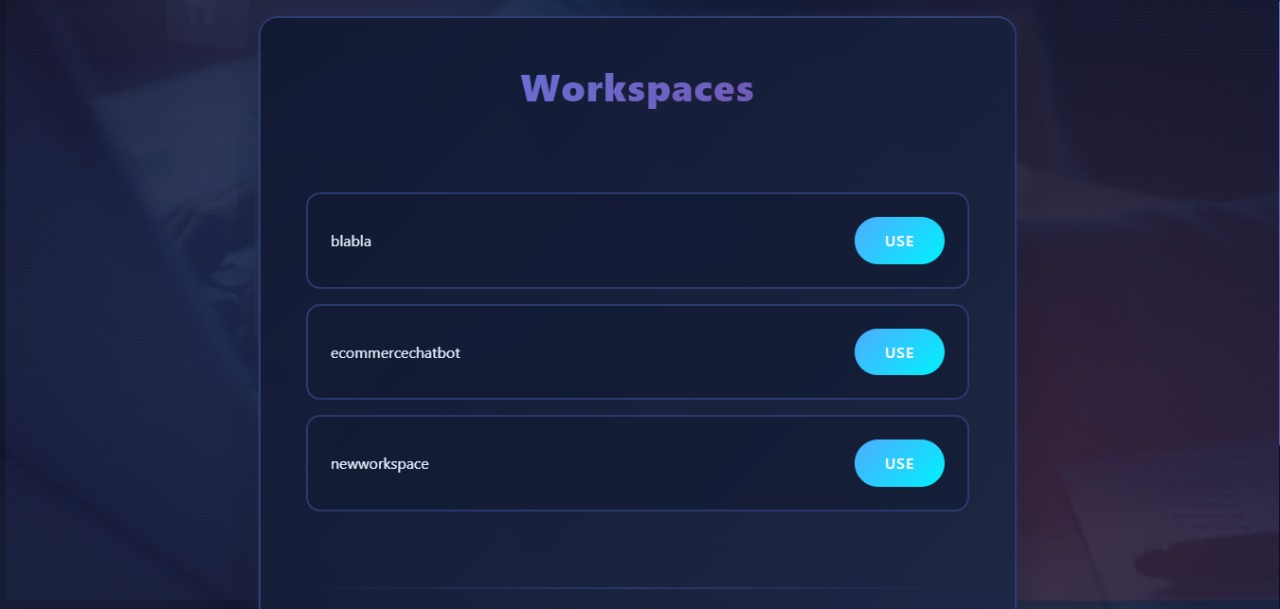 Workspaces
blabla
USE
ecommercechatbot
USE
newworkspace
USE